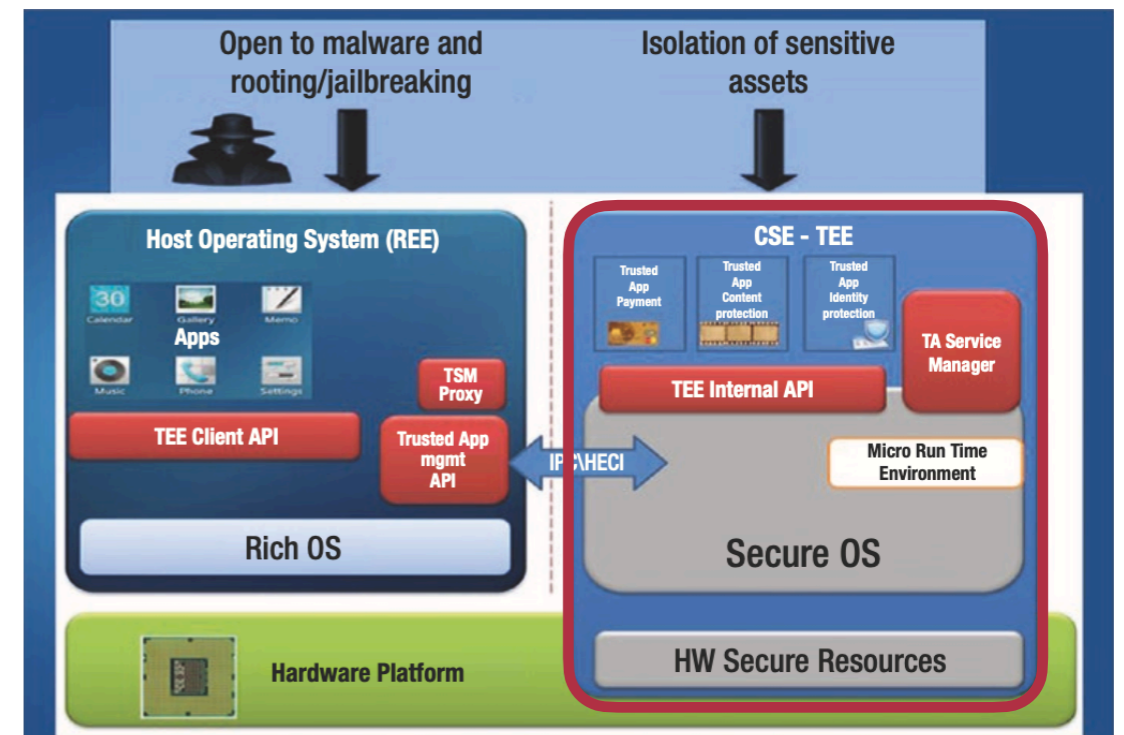 Open to malware and
rooting/jailbreaking
Isolation of sensitive
assets
Host Operating System (REE)
30
Calendar
Gallery
Memo
Apps
Music
Phone
Settings
TSM
Proxy
TEE Client API
Trusted App
mgmt
API
Rich OS
IPC\HECI
CSE - TEE
Trusted
App
Payment
Trusted
App
Content
protection
Trusted
App
Identity
protection
TA Service
Manager
TEE Internal API
Micro Run Time
Environment
Secure OS
HW Secure Resources
Hardware Platform